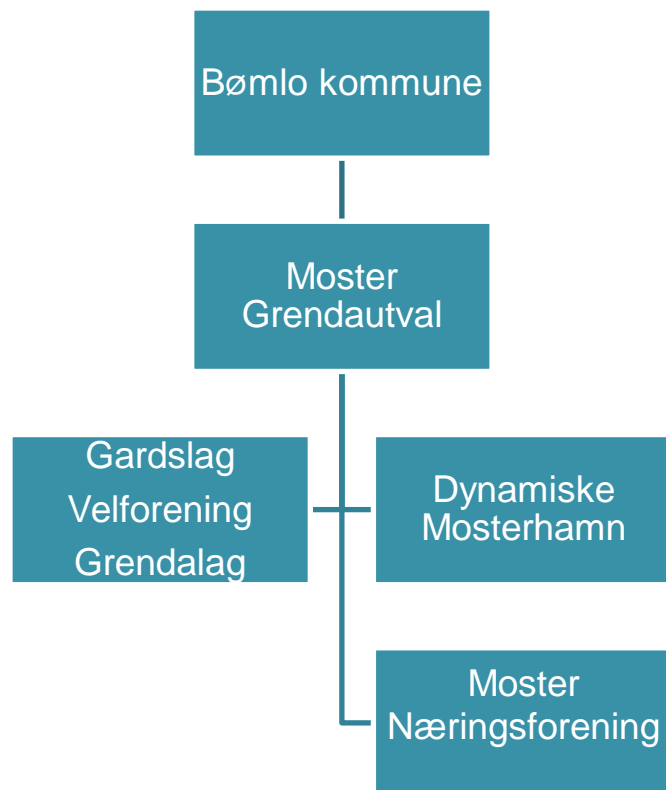 Bømlo kommune
Moster
Grendautval
Gardslag
Velforening
Grendalag
Dynamiske
Mosterhamn
Moster
Næringsforening